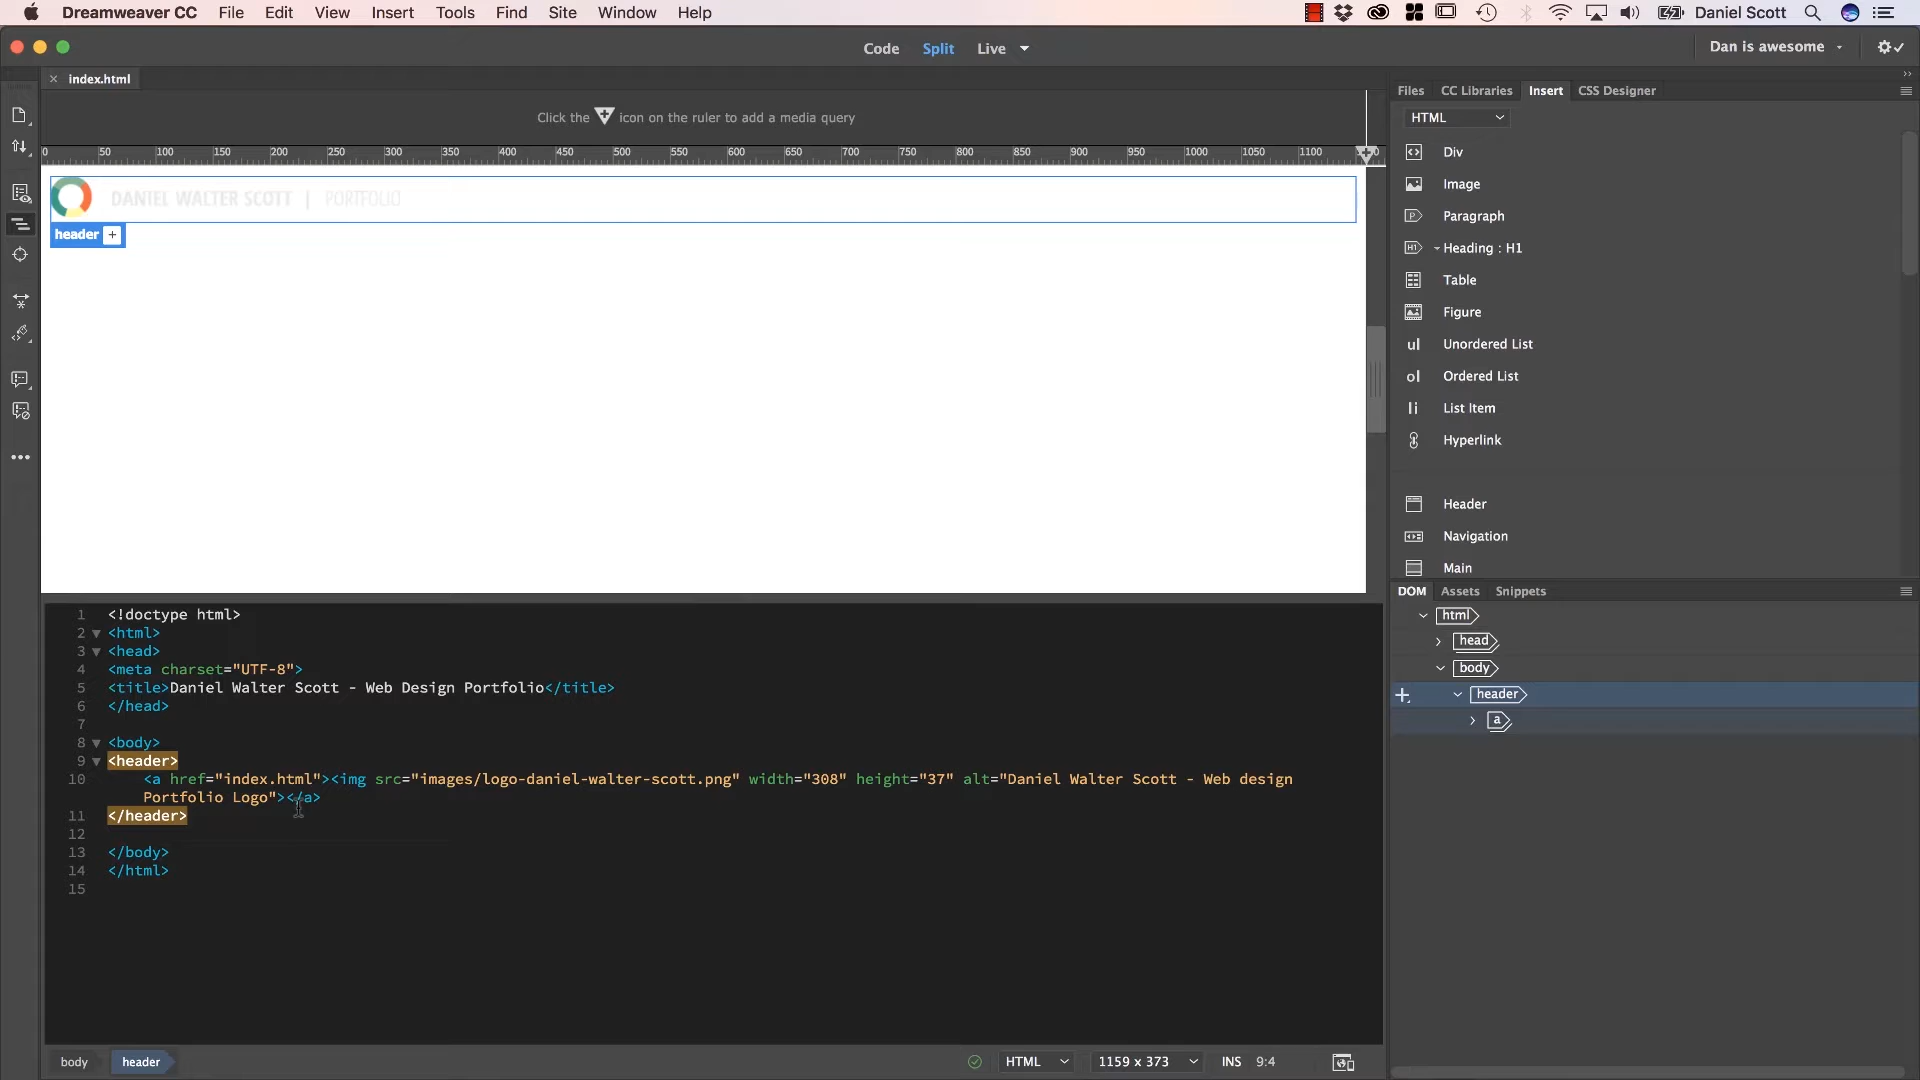 Dreamweaver CC File Edit View Insert Tools Find Site Window Help Daniel Scott
Code Split Live Dan is awesome
index.html
Click the icon on the ruler to add a media query
0 50 100 150 200 250 300 350 400 450 500 550 600 650 700 750 800 850 900 950 1000 1050 1100
DANIEL WALTER SCOTT | PORTFOLIO
header +
Files CC Libraries Insert CSS Designer
HTML
Div
Image
Paragraph
H1 Heading : H1
Table
Figure
ul Unordered List
ol Ordered List
li List Item
Hyperlink
Header
Navigation
Main
DOM Assets Snippets
html
head
body
header
a
1 <!doctype html>
2 <html>
3 <head>
4 <meta charset="UTF-8">
5 <title>Daniel Walter Scott - Web Design Portfolio</title>
6 </head>
7
8 <body>
9 <header>
10 <a href="index.html"><img src="images/logo-daniel-walter-scott.png" width="308" height="37" alt="Daniel Walter Scott - Web design
Portfolio Logo"></a>
11 </header>
12
13 </body>
14 </html>
15
body header HTML 1159 x 373 INS 9:4